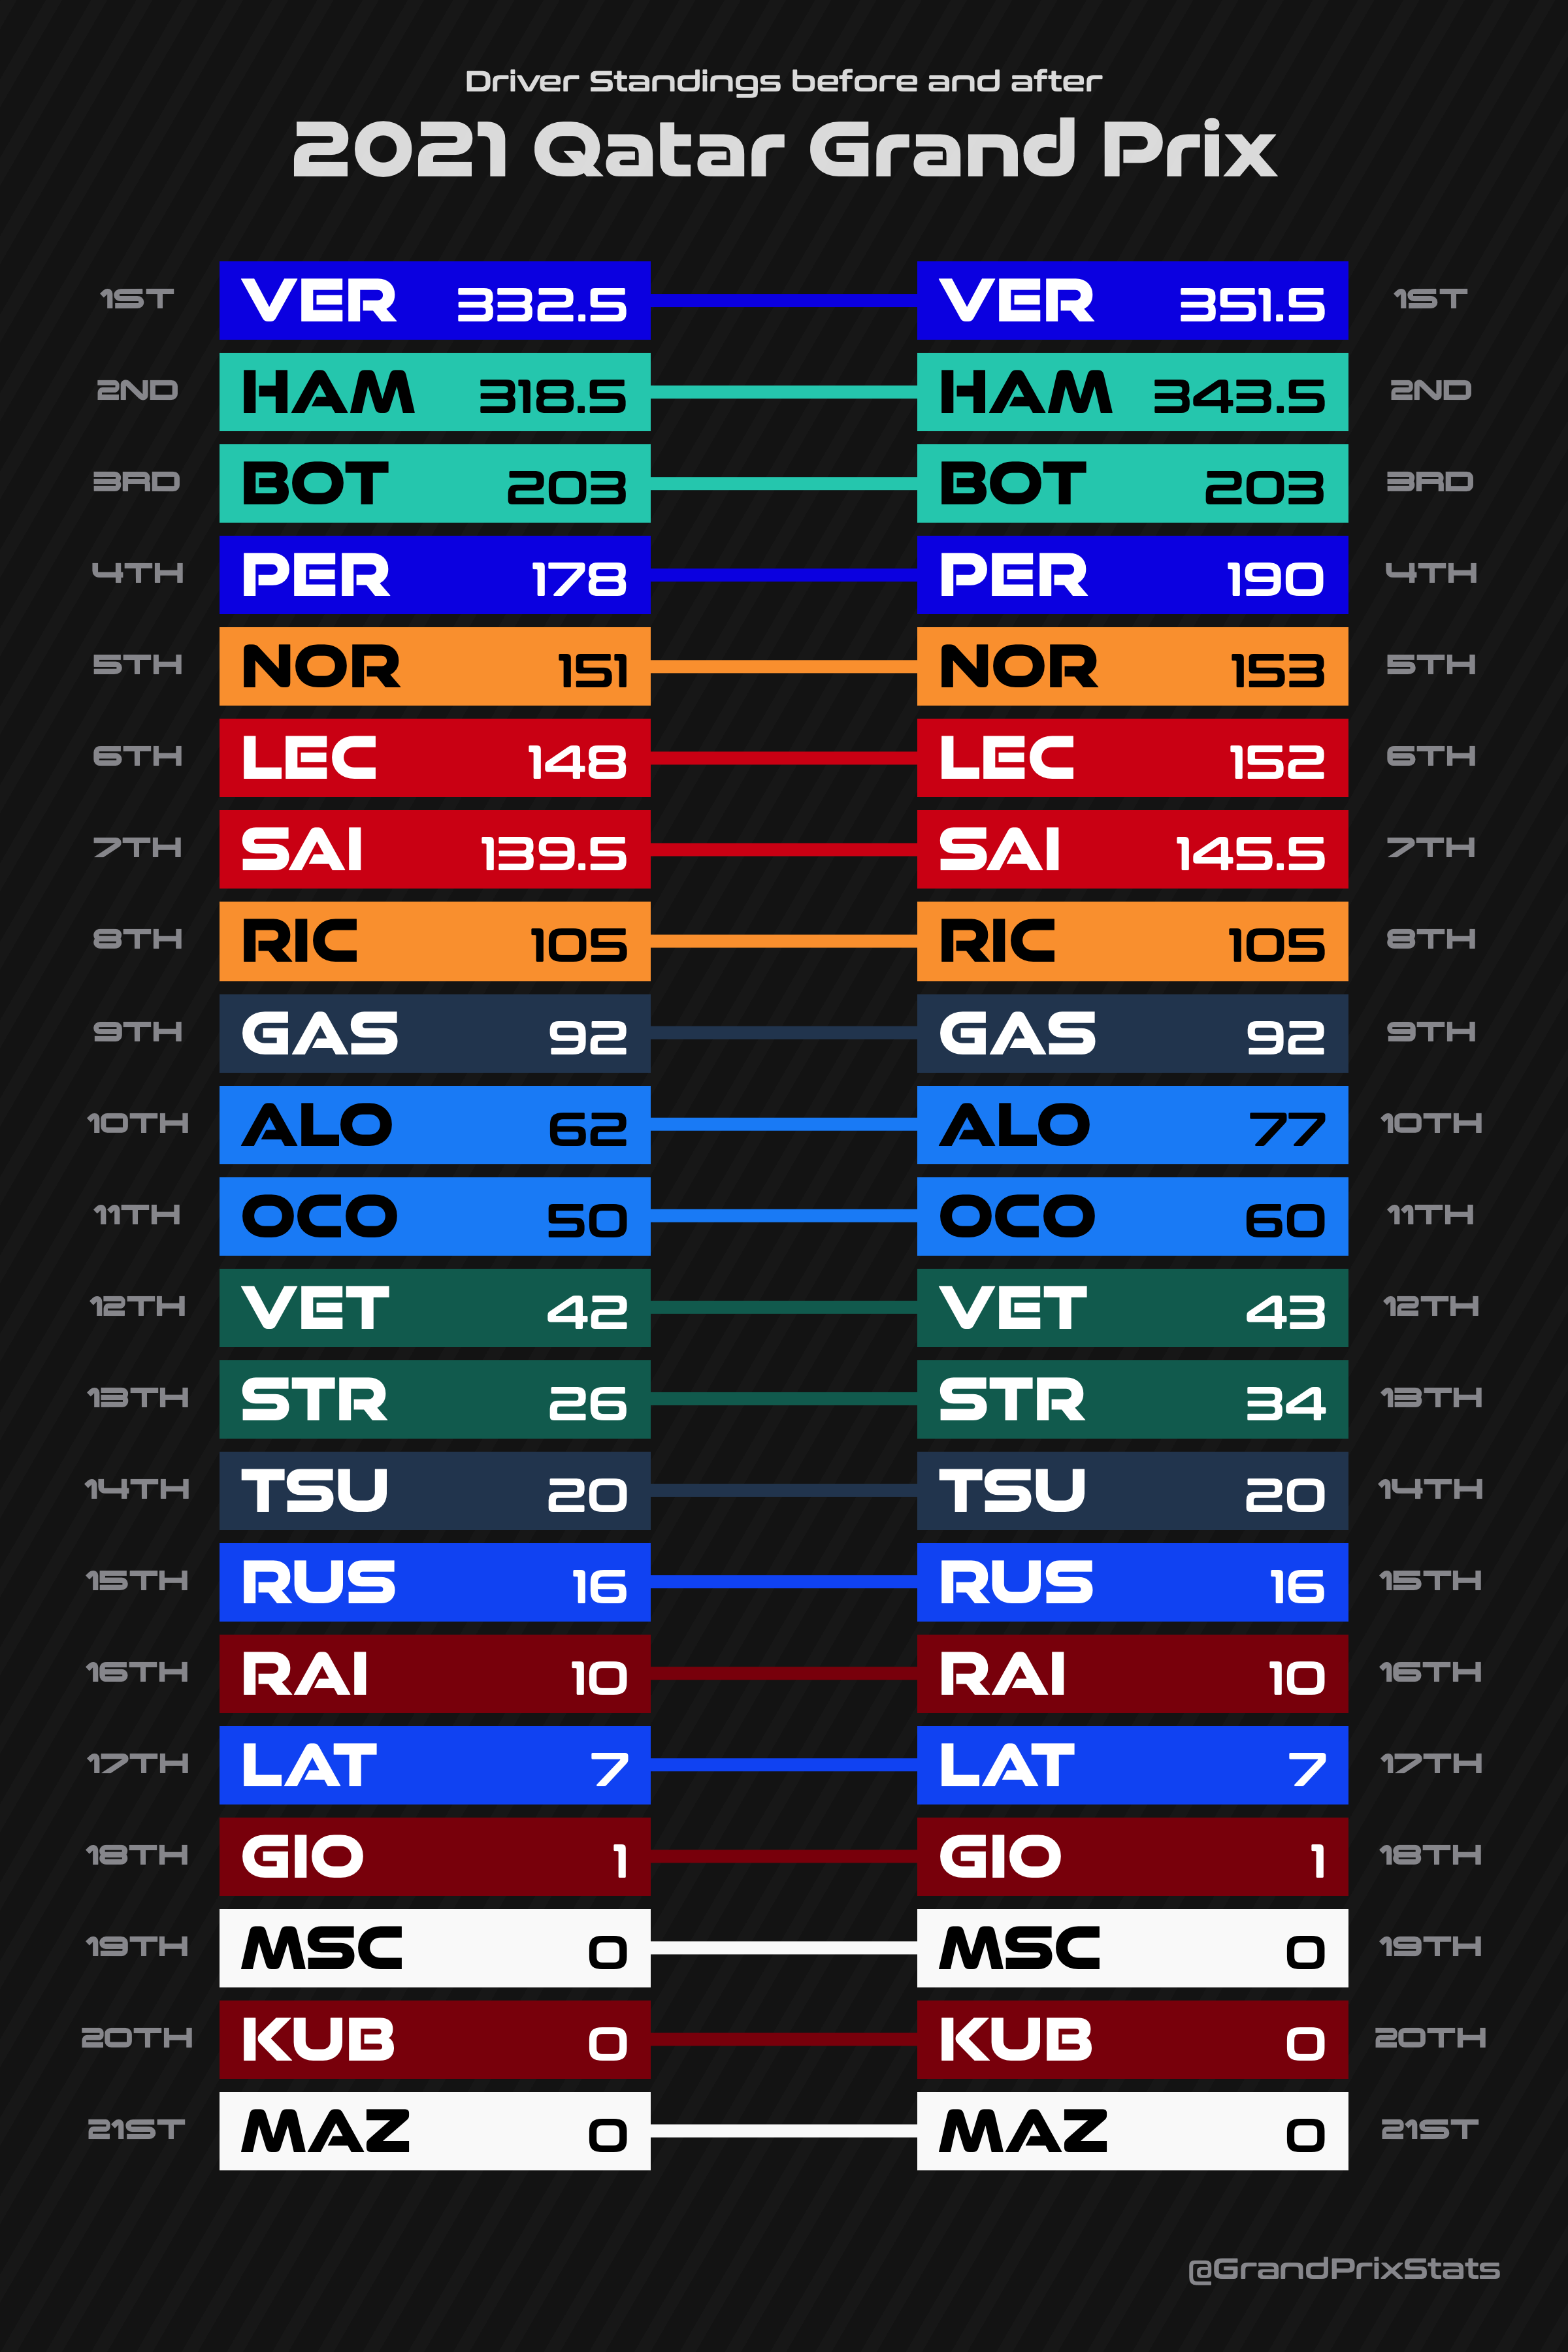 Driver Standings before and after
2021 Qatar Grand Prix
1ST VER 332.5 VER 351.5 1ST
2ND HAM 318.5 HAM 343.5 2ND
3RD BOT 203 BOT 203 3RD
4TH PER 178 PER 190 4TH
5TH NOR 151 NOR 153 5TH
6TH LEC 148 LEC 152 6TH
7TH SAI 139.5 SAI 145.5 7TH
8TH RIC 105 RIC 105 8TH
9TH GAS 92 GAS 92 9TH
10TH ALO 62 ALO 77 10TH
11TH OCO 50 OCO 60 11TH
12TH VET 42 VET 43 12TH
13TH STR 26 STR 34 13TH
14TH TSU 20 TSU 20 14TH
15TH RUS 16 RUS 16 15TH
16TH RAI 10 RAI 10 16TH
17TH LAT 7 LAT 7 17TH
18TH GIO 1 GIO 1 18TH
19TH MSC 0 MSC 0 19TH
20TH KUB 0 KUB 0 20TH
21ST MAZ 0 MAZ 0 21ST
@GrandPrixStats